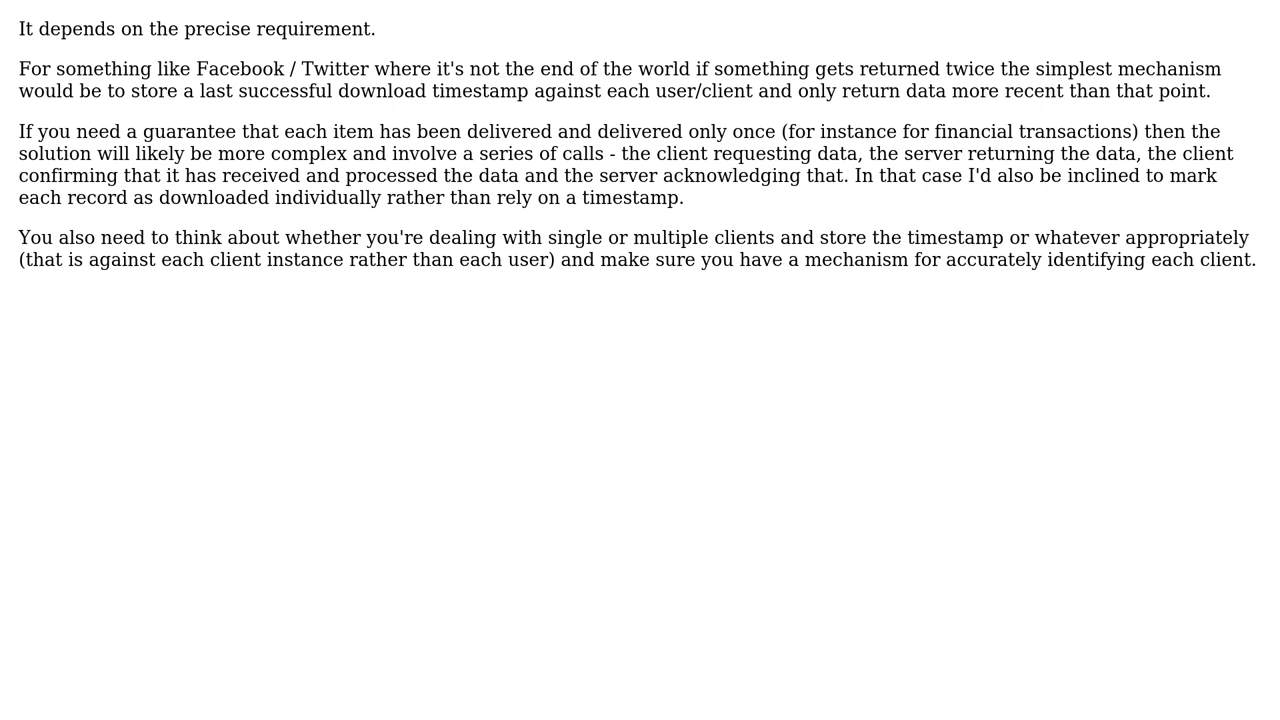 It depends on the precise requirement.
For something like Facebook / Twitter where it's not the end of the world if something gets returned twice the simplest mechanism
would be to store a last successful download timestamp against each user/client and only return data more recent than that point.
If you need a guarantee that each item has been delivered and delivered only once (for instance for financial transactions) then the
solution will likely be more complex and involve a series of calls - the client requesting data, the server returning the data, the client
confirming that it has received and processed the data and the server acknowledging that. In that case I'd also be inclined to mark
each record as downloaded individually rather than rely on a timestamp.
You also need to think about whether you're dealing with single or multiple clients and store the timestamp or whatever appropriately
(that is against each client instance rather than each user) and make sure you have a mechanism for accurately identifying each client.